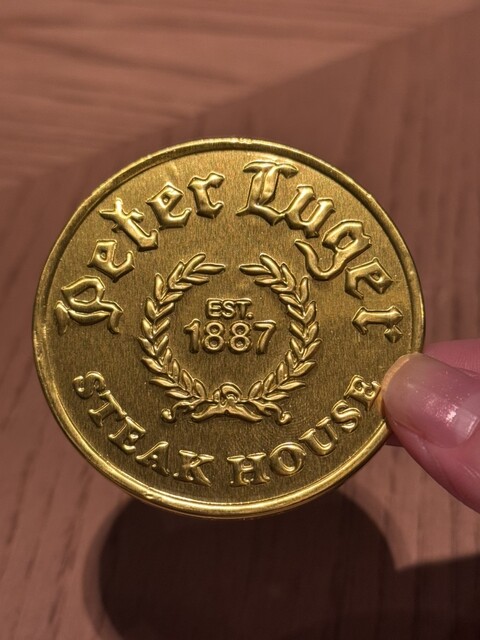 Peter Luger
EST.
1887
STEAK HOUSE